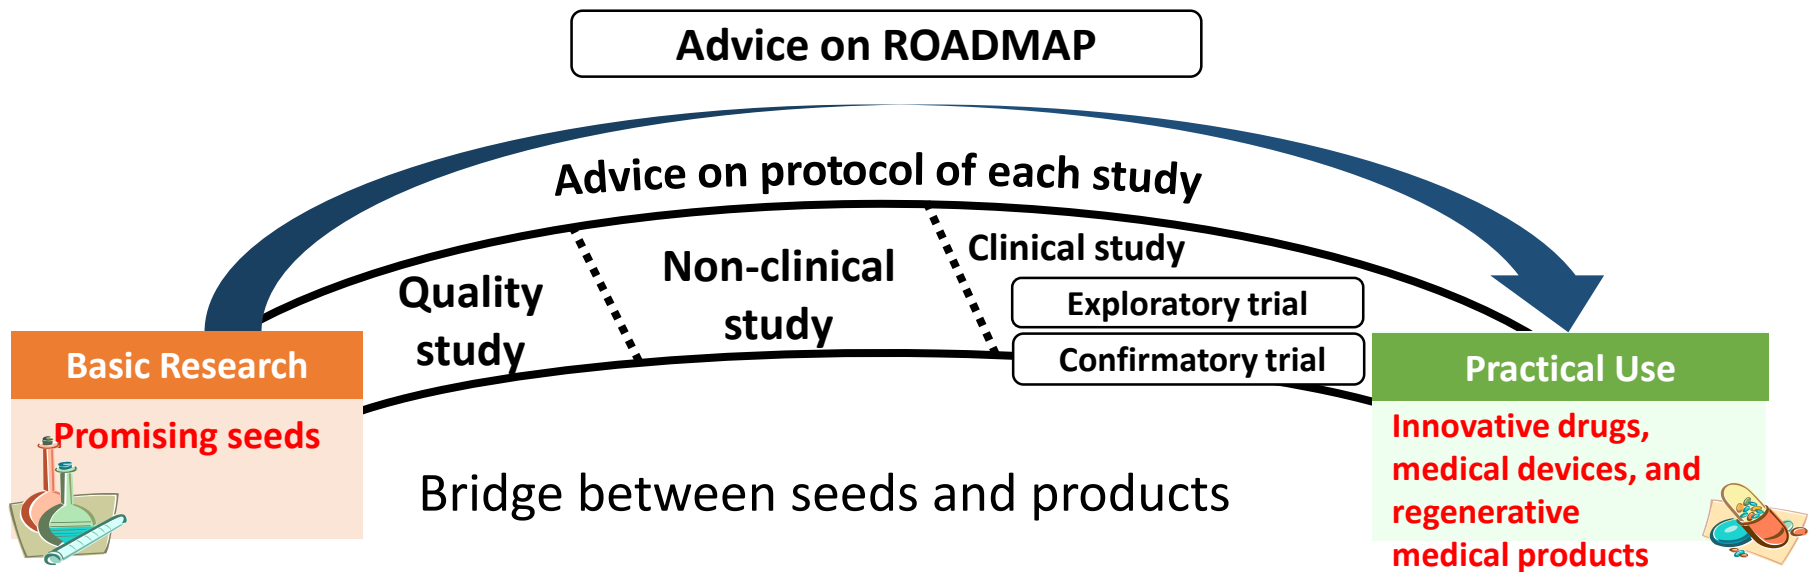 Advice on ROADMAP
Advice on protocol of each study
Quality
study
Non-clinical
study
Clinical study
Exploratory trial
Confirmatory trial
Basic Research
Promising seeds
Bridge between seeds and products
Practical Use
Innovative drugs,
medical devices, and
regenerative
medical products